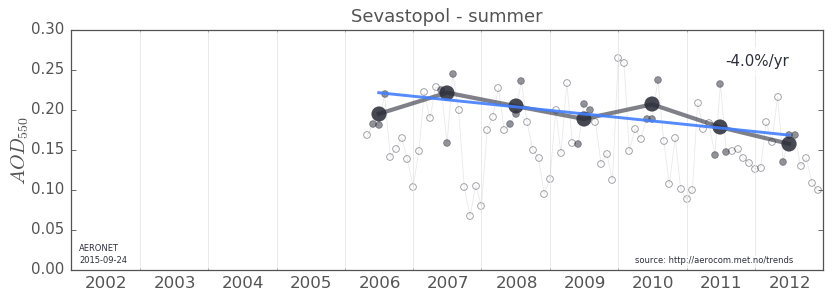 Sevastopol - summer
0.30
0.25
0.20
0.15
0.10
0.05
0.00
AOD550
-4.0%/yr
AERONET
2015-09-24
source: http://aerocom.met.no/trends
2002 2003 2004 2005 2006 2007 2008 2009 2010 2011 2012